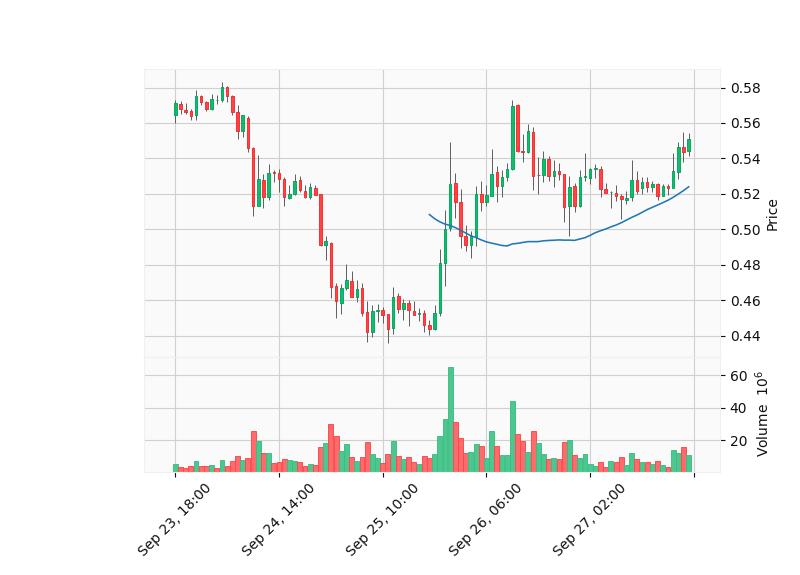 0.58
0.56
0.54
0.52
0.50
0.48
0.46
0.44
Price
60
40
20
Volume 10⁶
Sep 23, 18:00
Sep 24, 14:00
Sep 25, 10:00
Sep 26, 06:00
Sep 27, 02:00